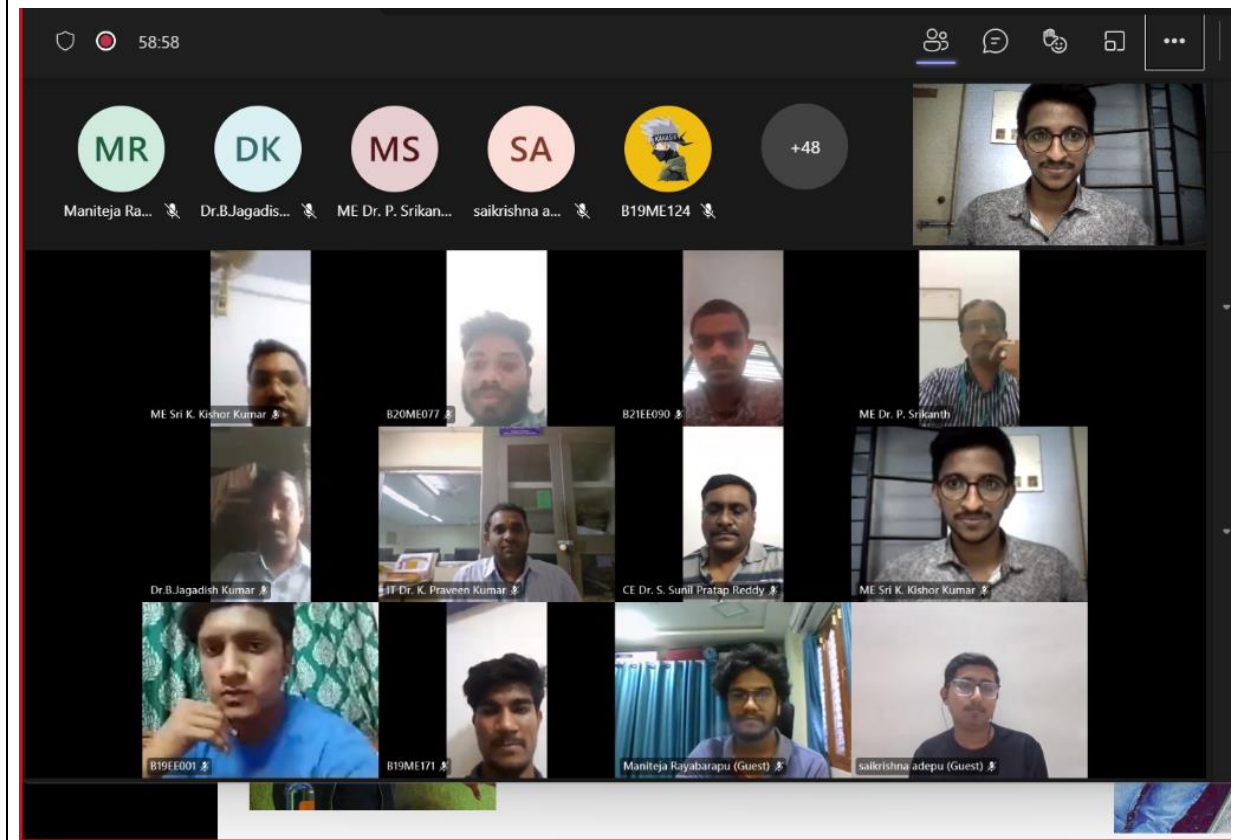 58:58
MR
DK
MS
SA
KAKASHI
+48
Maniteja Ra...
Dr.B.Jagadis...
ME Dr. P. Srikan...
saikrishna a...
B19ME124
ME Sri K. Kishor Kumar
B20ME077
B21EE090
ME Dr. P. Srikanth
Dr.B.Jagadish Kumar
IT Dr. K. Praveen Kumar
CE Dr. S. Sunil Pratap Reddy
ME Sri K. Kishor Kumar
B19EE001
B19ME171
Maniteja Rayabarapu (Guest)
saikrishna adepu (Guest)